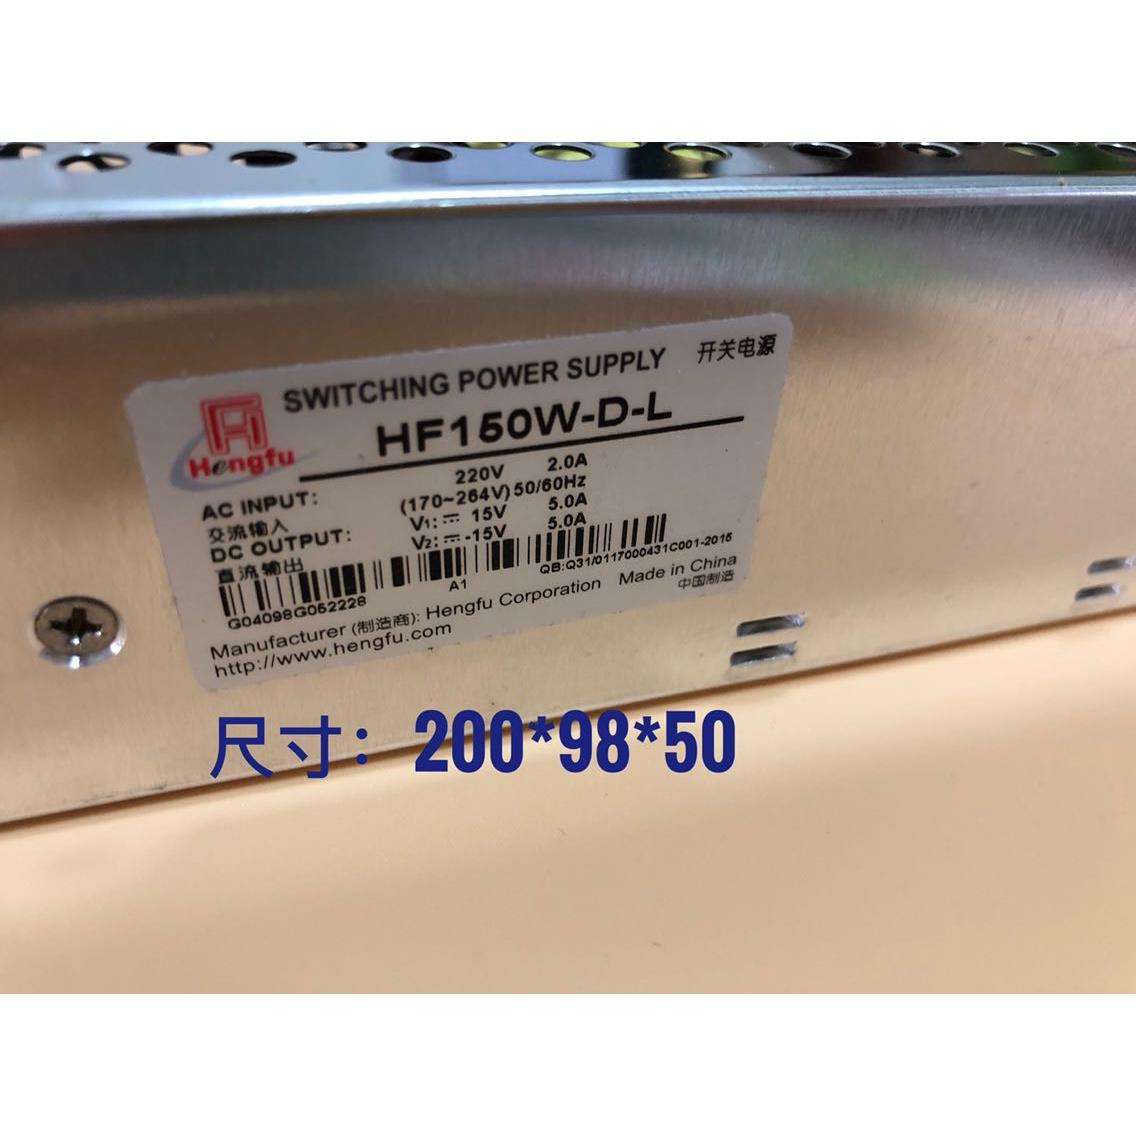 SWITCHING POWER SUPPLY 开关电源
Hengfu
HF150W-D-L
AC INPUT: 220V 2.0A
交流输入 (170~264V) 50/60Hz
DC OUTPUT: V1: 15V 5.0A
直流输出 V2: -15V 5.0A
G04098G052228 A1 QB:Q31/0117000431C001-2015
Manufacturer (制造商): Hengfu Corporation Made in China
http://www.hengfu.com 中国制造
尺寸：200*98*50